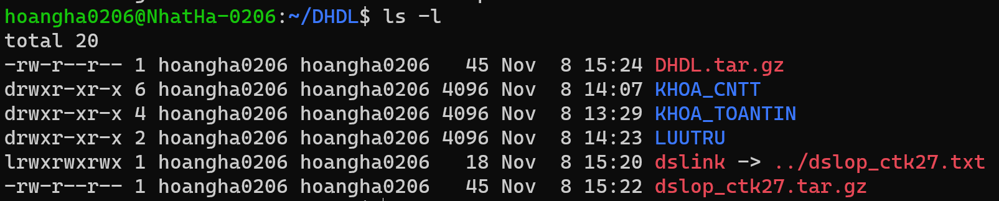 hoangha0206@NhatHa-0206:~/DHDL$ ls -l
total 20
-rw-r--r-- 1 hoangha0206 hoangha0206   45 Nov  8 15:24 DHDL.tar.gz
drwxr-xr-x 6 hoangha0206 hoangha0206 4096 Nov  8 14:07 KHOA_CNTT
drwxr-xr-x 4 hoangha0206 hoangha0206 4096 Nov  8 13:29 KHOA_TOANTIN
drwxr-xr-x 2 hoangha0206 hoangha0206 4096 Nov  8 14:23 LUUTRU
lrwxrwxrwx 1 hoangha0206 hoangha0206   18 Nov  8 15:20 dslink -> ../dslop_ctk27.txt
-rw-r--r-- 1 hoangha0206 hoangha0206   45 Nov  8 15:22 dslop_ctk27.tar.gz